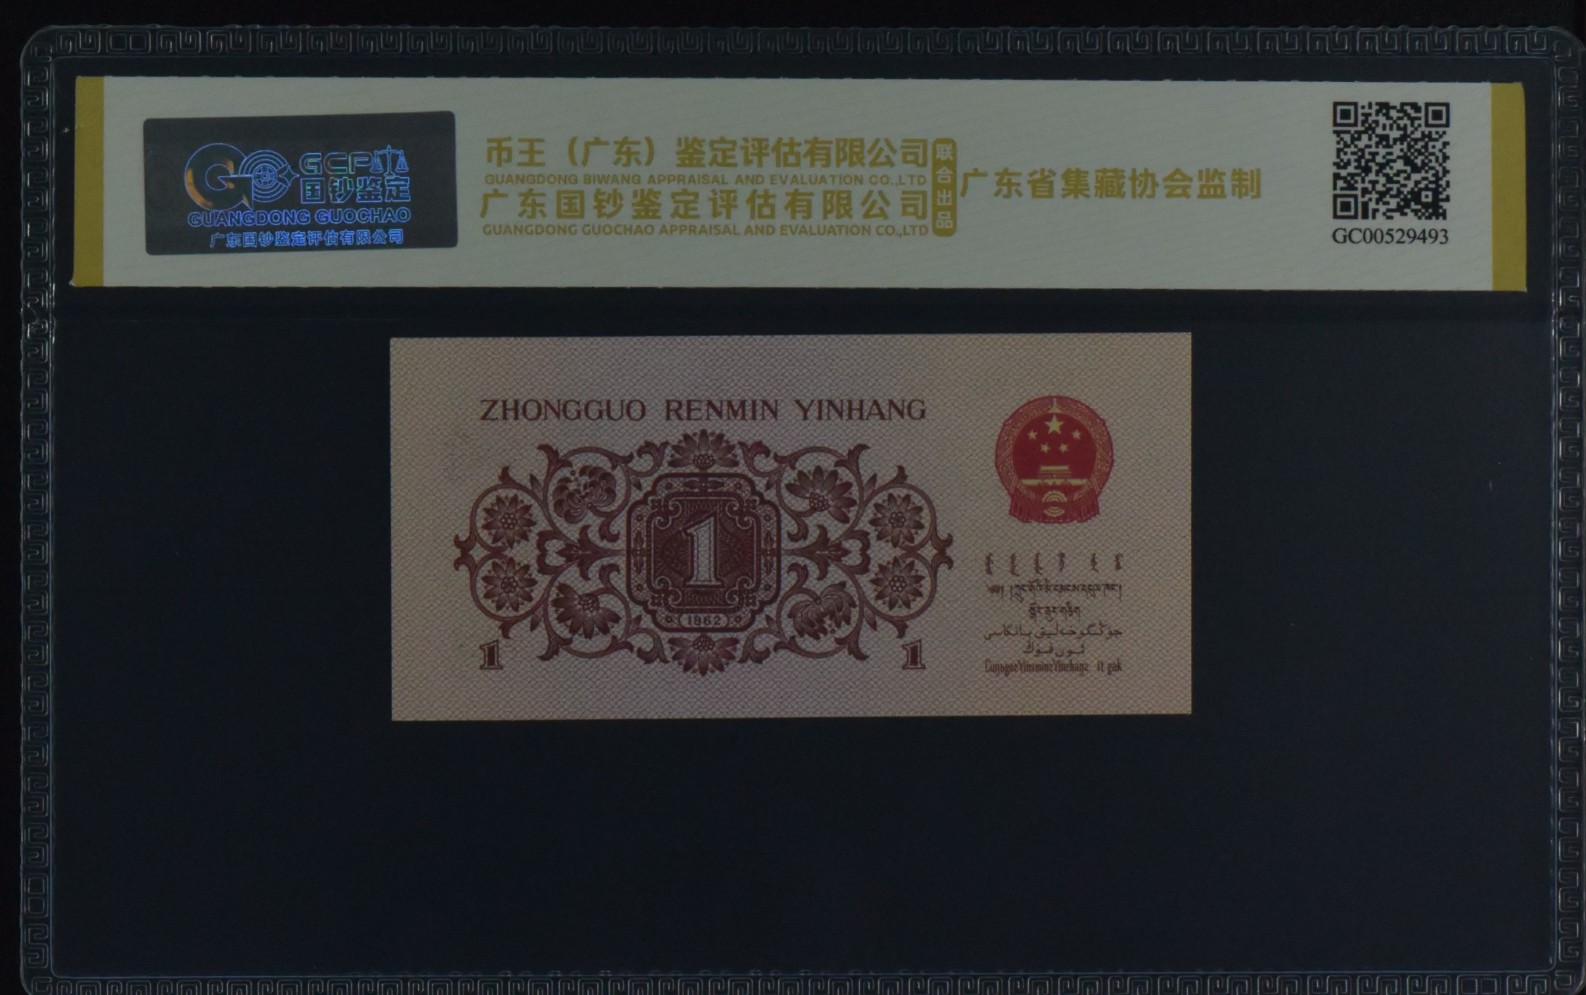 GCP
国钞鉴定
GUANGDONG GUOCHAO
广东国钞鉴定评估有限公司
币王（广东）鉴定评估有限公司
GUANGDONG BIWANG APPRAISAL AND EVALUATION CO.,LTD
广东国钞鉴定评估有限公司
GUANGDONG GUOCHAO APPRAISAL AND EVALUATION CO.,LTD
联合出品
广东省集藏协会监制
GC00529493
ZHONGGUO RENMIN YINHANG
1
1962
1
1